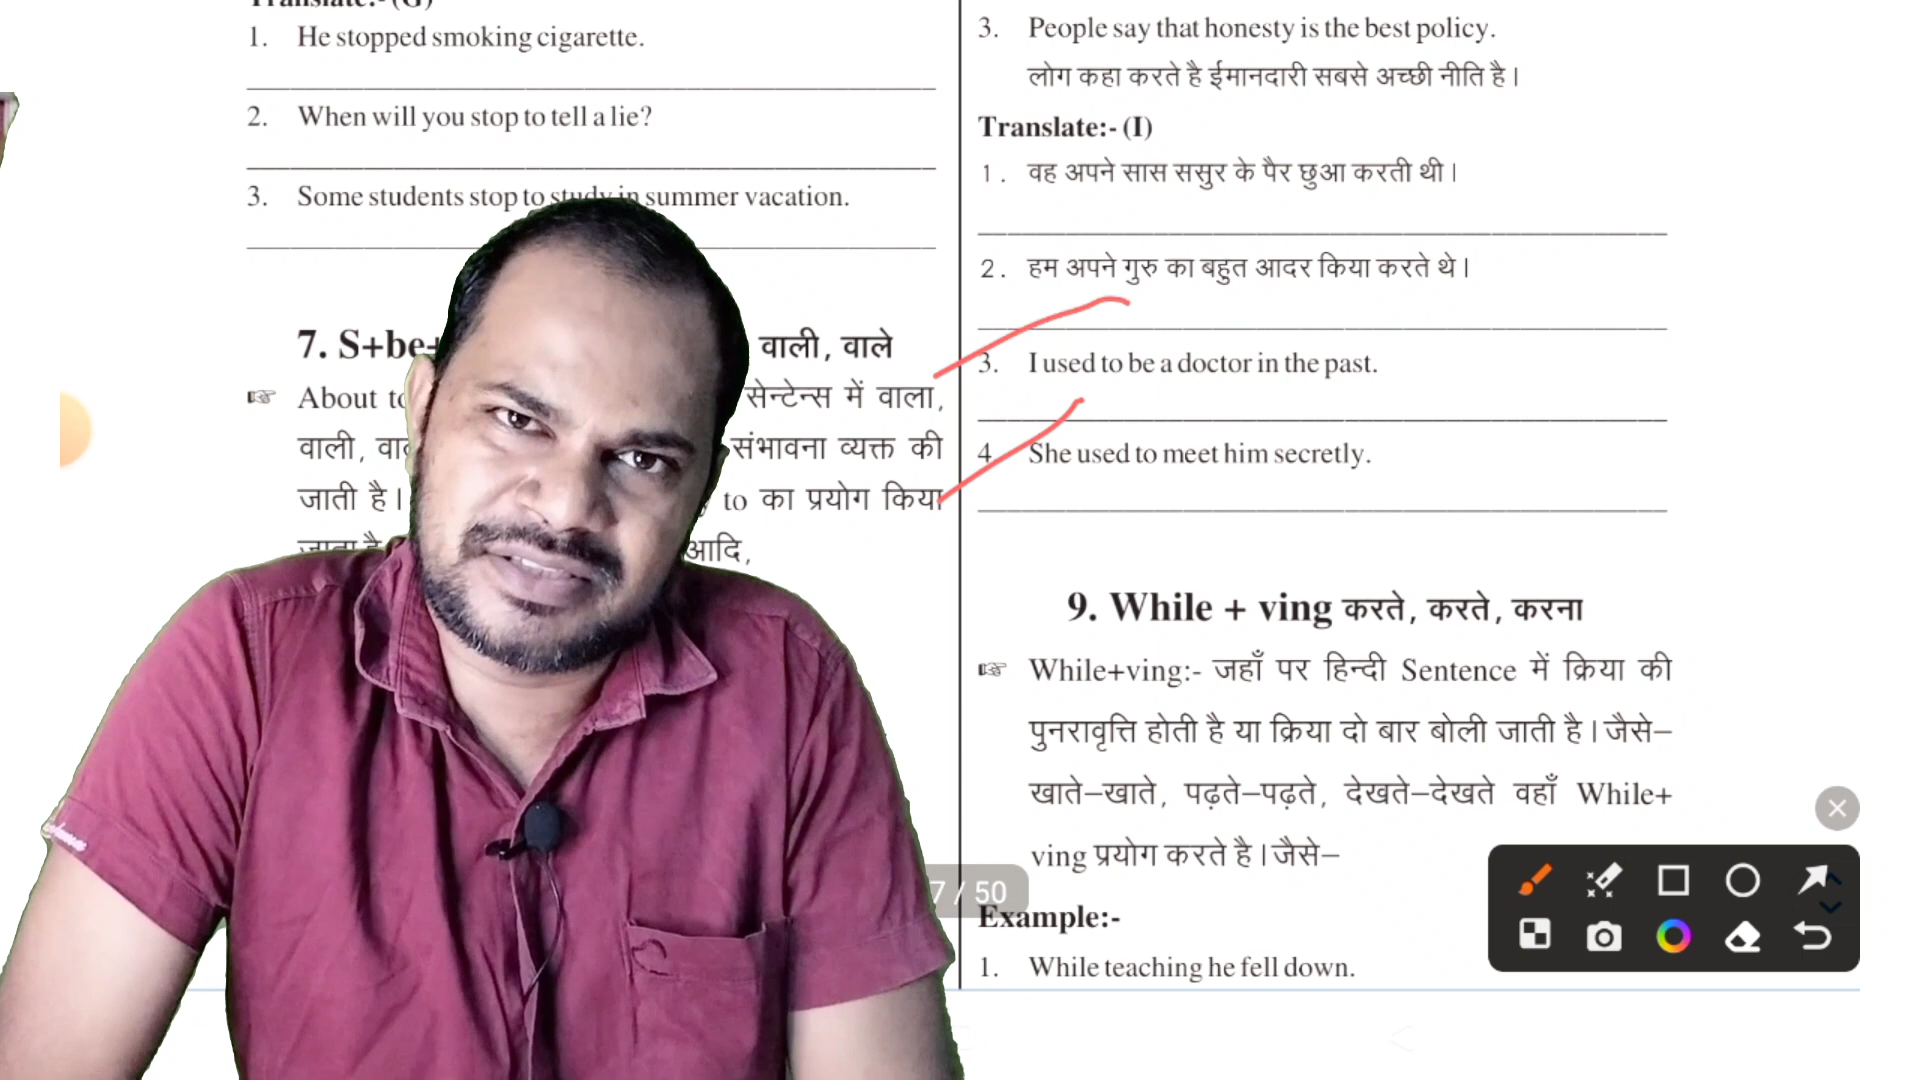 1. He stopped smoking cigarette.
2. When will you stop to tell a lie?
3. Some students stop to study in summer vacation.
7. S+be+ वाली, वाले
About to सेन्टेन्स में वाला,
वाली, संभावना व्यक्त की
जाती है। to का प्रयोग किया
जाता है आदि,
3. People say that honesty is the best policy.
लोग कहा करते है ईमानदारी सबसे अच्छी नीति है।
Translate:- (I)
1. वह अपने सास ससुर के पैर छुआ करती थी।
2. हम अपने गुरु का बहुत आदर किया करते थे।
3. I used to be a doctor in the past.
4 She used to meet him secretly.
9. While + ving करते, करते, करना
While+ving:- जहाँ पर हिन्दी Sentence में क्रिया की
पुनरावृत्ति होती है या क्रिया दो बार बोली जाती है। जैसे–
खाते–खाते, पढ़ते–पढ़ते, देखते–देखते वहाँ While+
ving प्रयोग करते है। जैसे–
7 / 50
Example:-
1. While teaching he fell down.